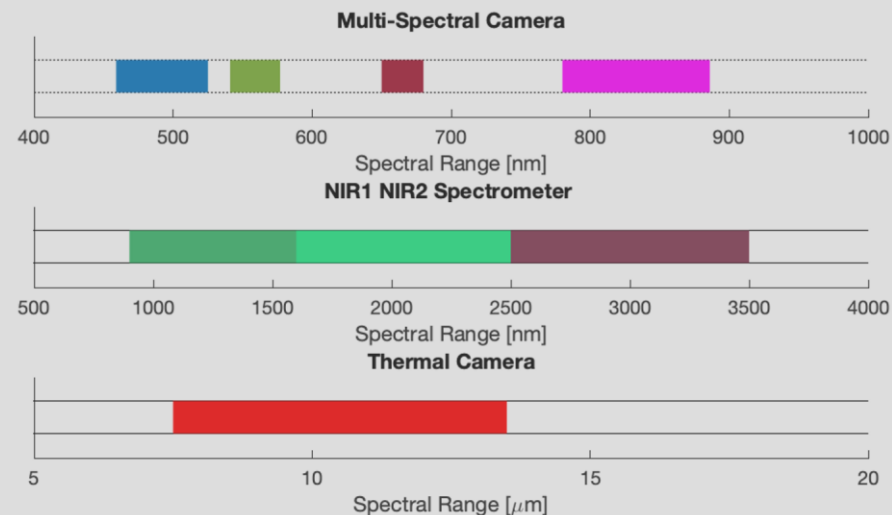 Multi-Spectral Camera
400 500 600 700 800 900 1000
Spectral Range [nm]
NIR1 NIR2 Spectrometer
500 1000 1500 2000 2500 3000 3500 4000
Spectral Range [nm]
Thermal Camera
5 10 15 20
Spectral Range [μm]